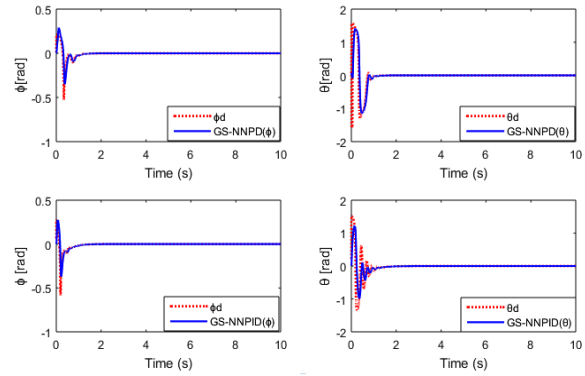 0.5
0
-0.5
-1
ϕ[rad]
ϕd
GS-NNPD(ϕ)
0 2 4 6 8 10
Time (s)
2
1
0
-1
-2
θ[rad]
θd
GS-NNPD(θ)
0 2 4 6 8 10
Time (s)
0.5
0
-0.5
-1
ϕ [rad]
ϕd
GS-NNPID(ϕ)
0 2 4 6 8 10
Time (s)
2
1
0
-1
-2
θ [rad]
θd
GS-NNPID(θ)
0 2 4 6 8 10
Time (s)